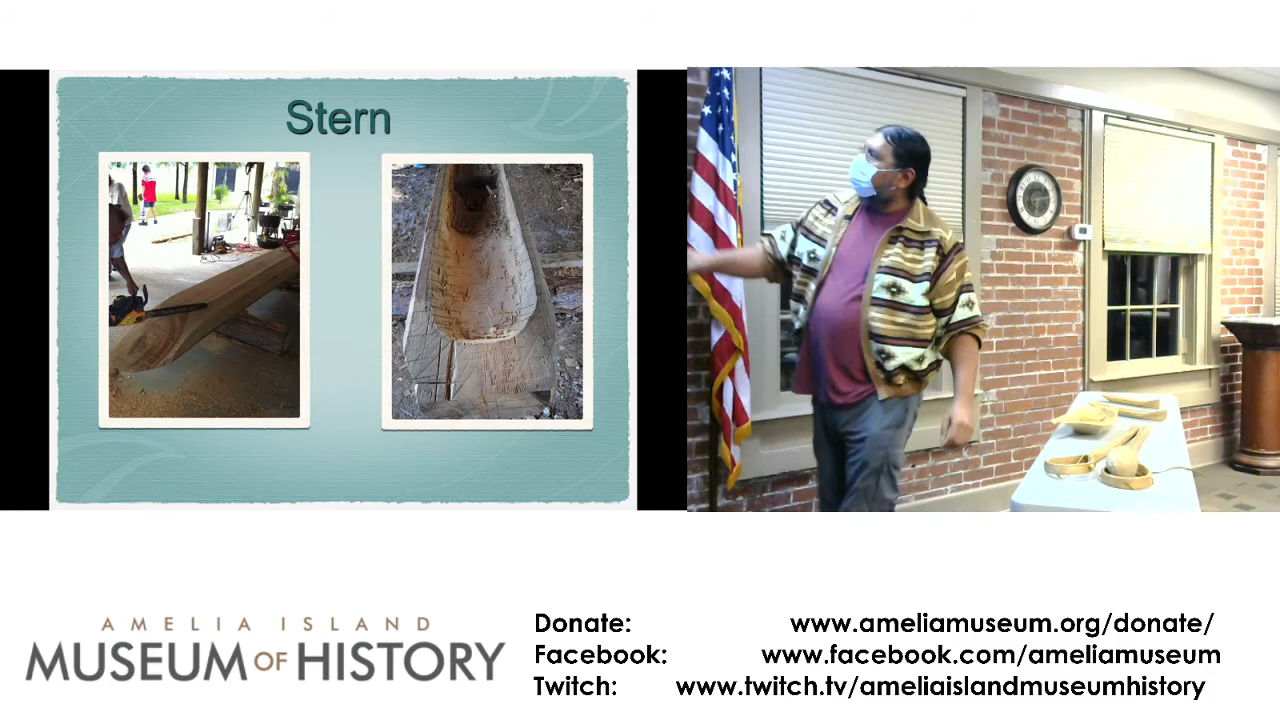 Stern
AMELIA ISLAND
MUSEUM OF HISTORY
Donate: www.ameliamuseum.org/donate/
Facebook: www.facebook.com/ameliamuseum
Twitch: www.twitch.tv/ameliaislandmuseumhistory